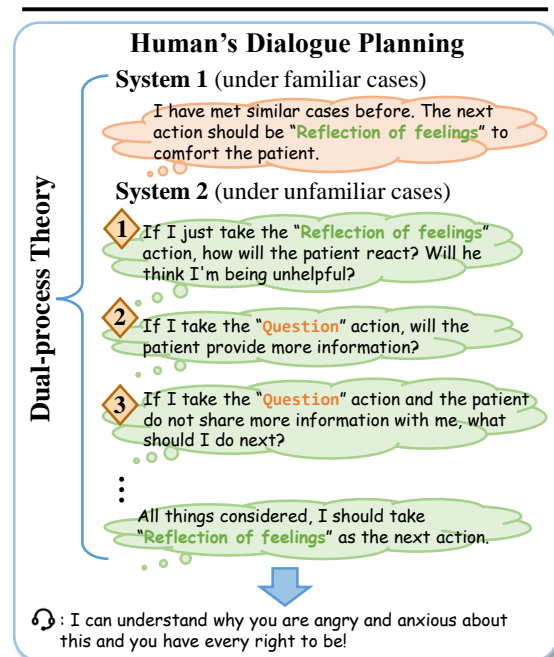 Human's Dialogue Planning
System 1 (under familiar cases)
I have met similar cases before. The next
action should be “Reflection of feelings” to
comfort the patient.
System 2 (under unfamiliar cases)
1
If I just take the “Reflection of feelings”
action, how will the patient react? Will he
think I'm being unhelpful?
2
If I take the “Question” action, will the
patient provide more information?
3
If I take the “Question” action and the patient
do not share more information with me, what
should I do next?
⋮
All things considered, I should take
“Reflection of feelings” as the next action.
Dual-process Theory
: I can understand why you are angry and anxious about
this and you have every right to be!